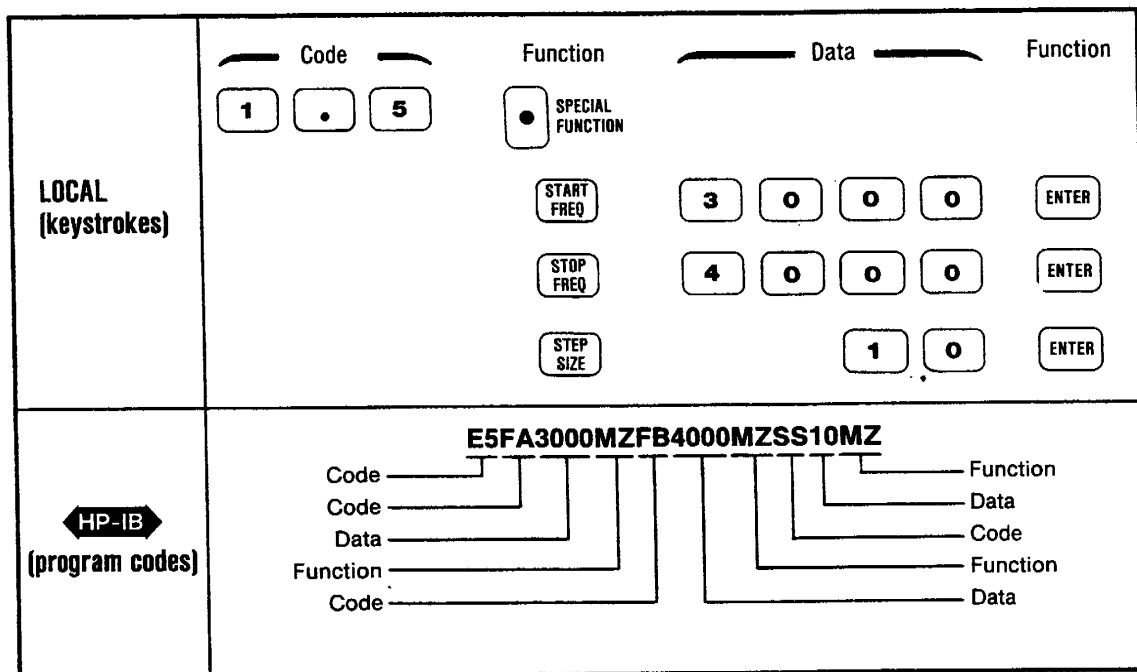 Code Function Data Function
1 . 5 • SPECIAL
FUNCTION
LOCAL
(keystrokes)
START
FREQ 3 0 0 0 ENTER
STOP
FREQ 4 0 0 0 ENTER
STEP
SIZE 1 0 ENTER
HP-IB
(program codes)
E5FA3000MZFB4000MZSS10MZ
Code Function
Code Data
Data Code
Function Function
Code Data